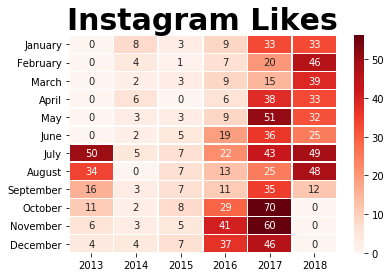 Instagram Likes
January 0 8 3 9 33 33
February 0 4 1 7 20 46
March 0 2 3 9 15 39
April 0 6 0 6 38 33
May 0 3 3 9 51 32
June 0 2 5 19 36 25
July 50 5 7 22 43 49
August 34 0 7 13 25 48
September 16 3 7 11 35 12
October 11 2 8 29 70 0
November 6 3 5 41 60 0
December 4 4 7 37 46 0
2013 2014 2015 2016 2017 2018
50
40
30
20
10
0